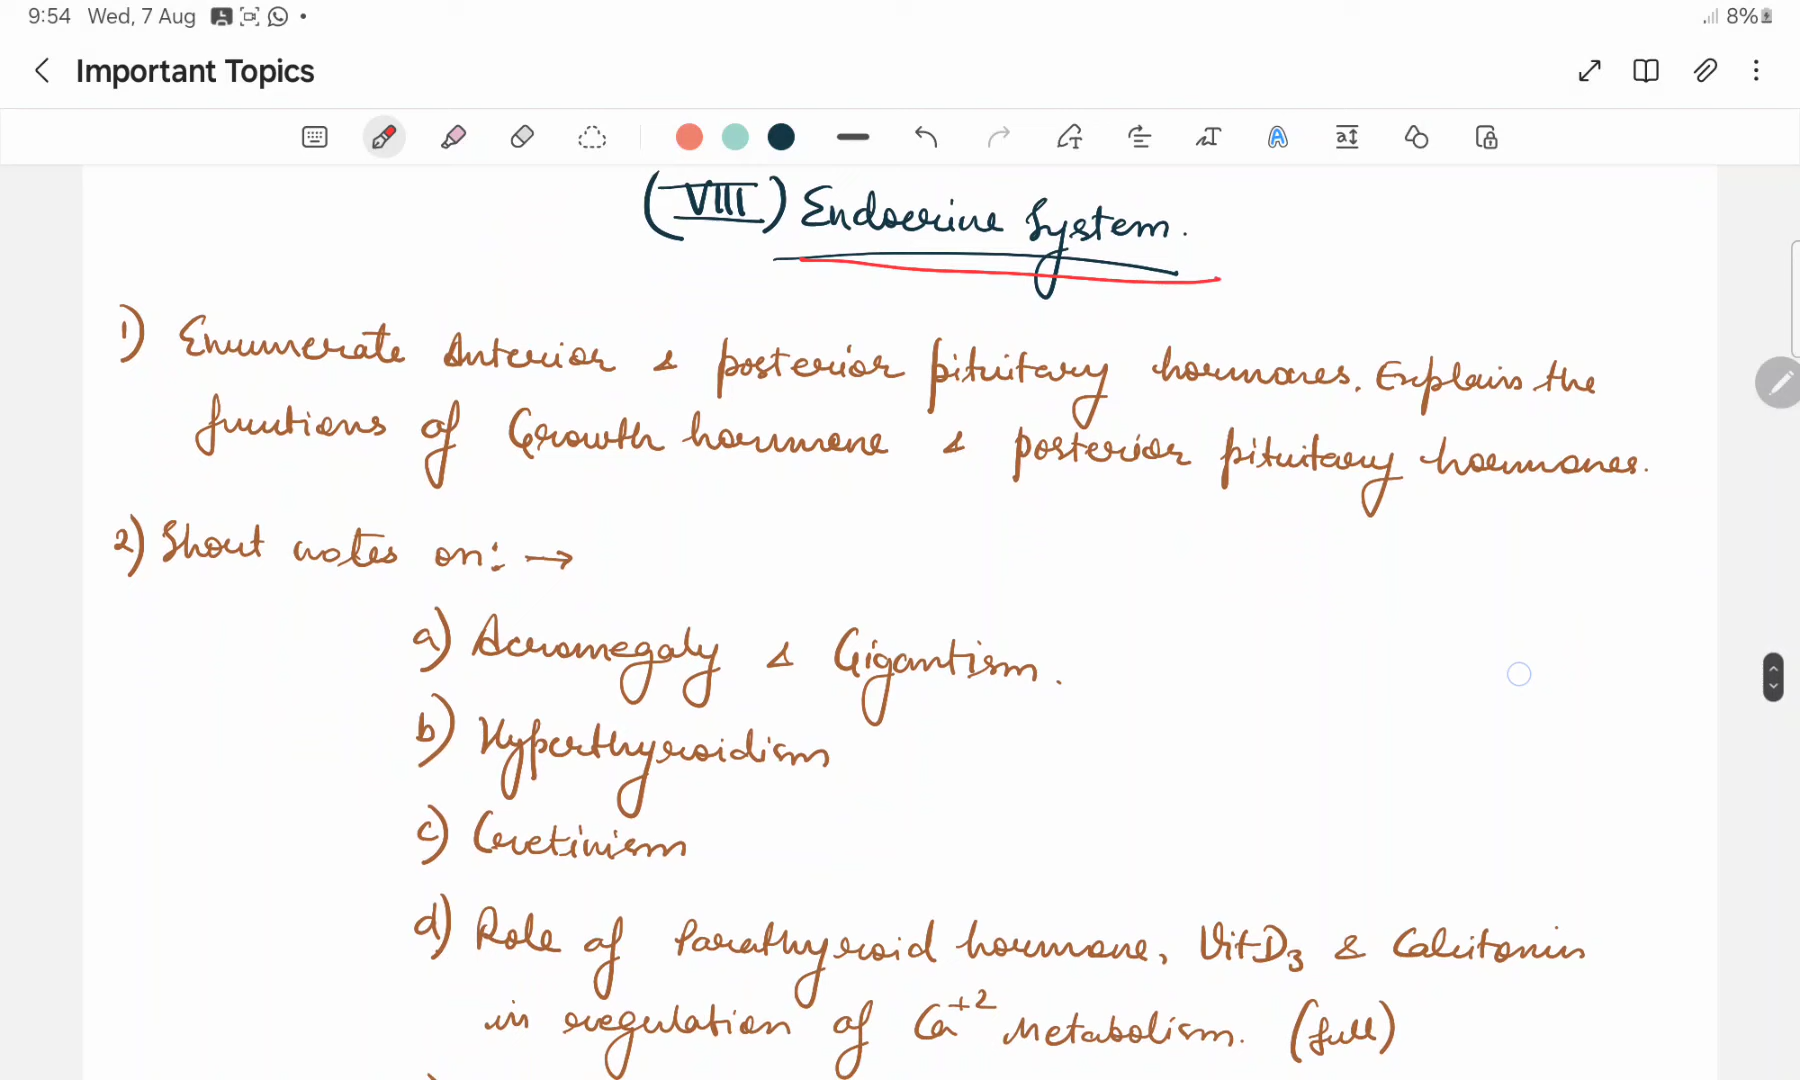 9:54 Wed, 7 Aug
8%
Important Topics
(VIII) Endocrine System.
1) Enumerate Anterior & posterior pituitary hormones. Explain the
functions of Growth hormone & posterior pituitary hormones.
2) Short notes on:- →
a) Acromegaly & Gigantism.
b) Hyperthyroidism
c) Cretinism
d) Role of Parathyroid hormone, Vit D3 & Calcitonin
in regulation of Ca+2 Metabolism. (full)